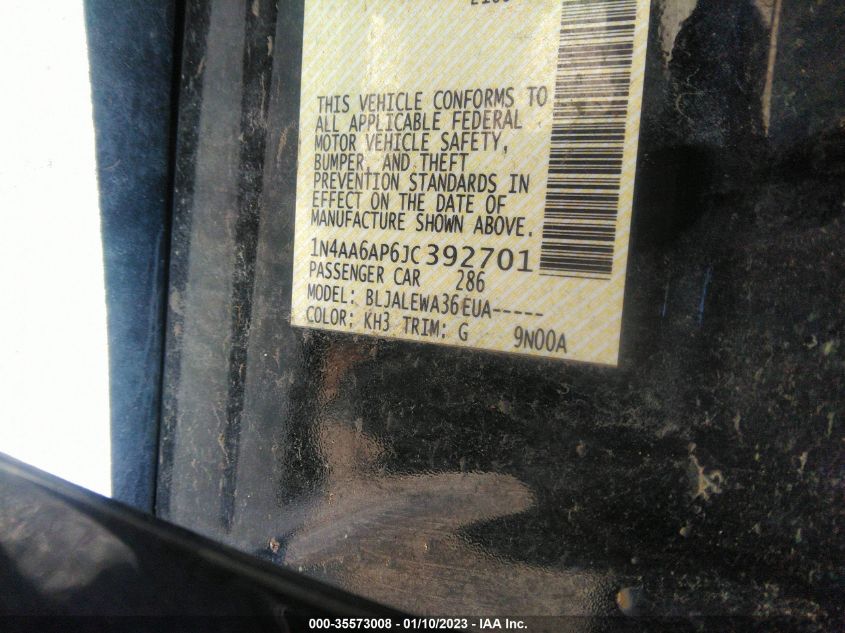 THIS VEHICLE CONFORMS TO
ALL APPLICABLE FEDERAL
MOTOR VEHICLE SAFETY,
BUMPER, AND THEFT
PREVENTION STANDARDS IN
EFFECT ON THE DATE OF
MANUFACTURE SHOWN ABOVE.
1N4AA6AP6JC392701
PASSENGER CAR 286
MODEL: BLJALEWA36EUA-----
COLOR: KH3 TRIM: G 9N00A
000-35573008 — 01/10/2023 — IAA Inc.